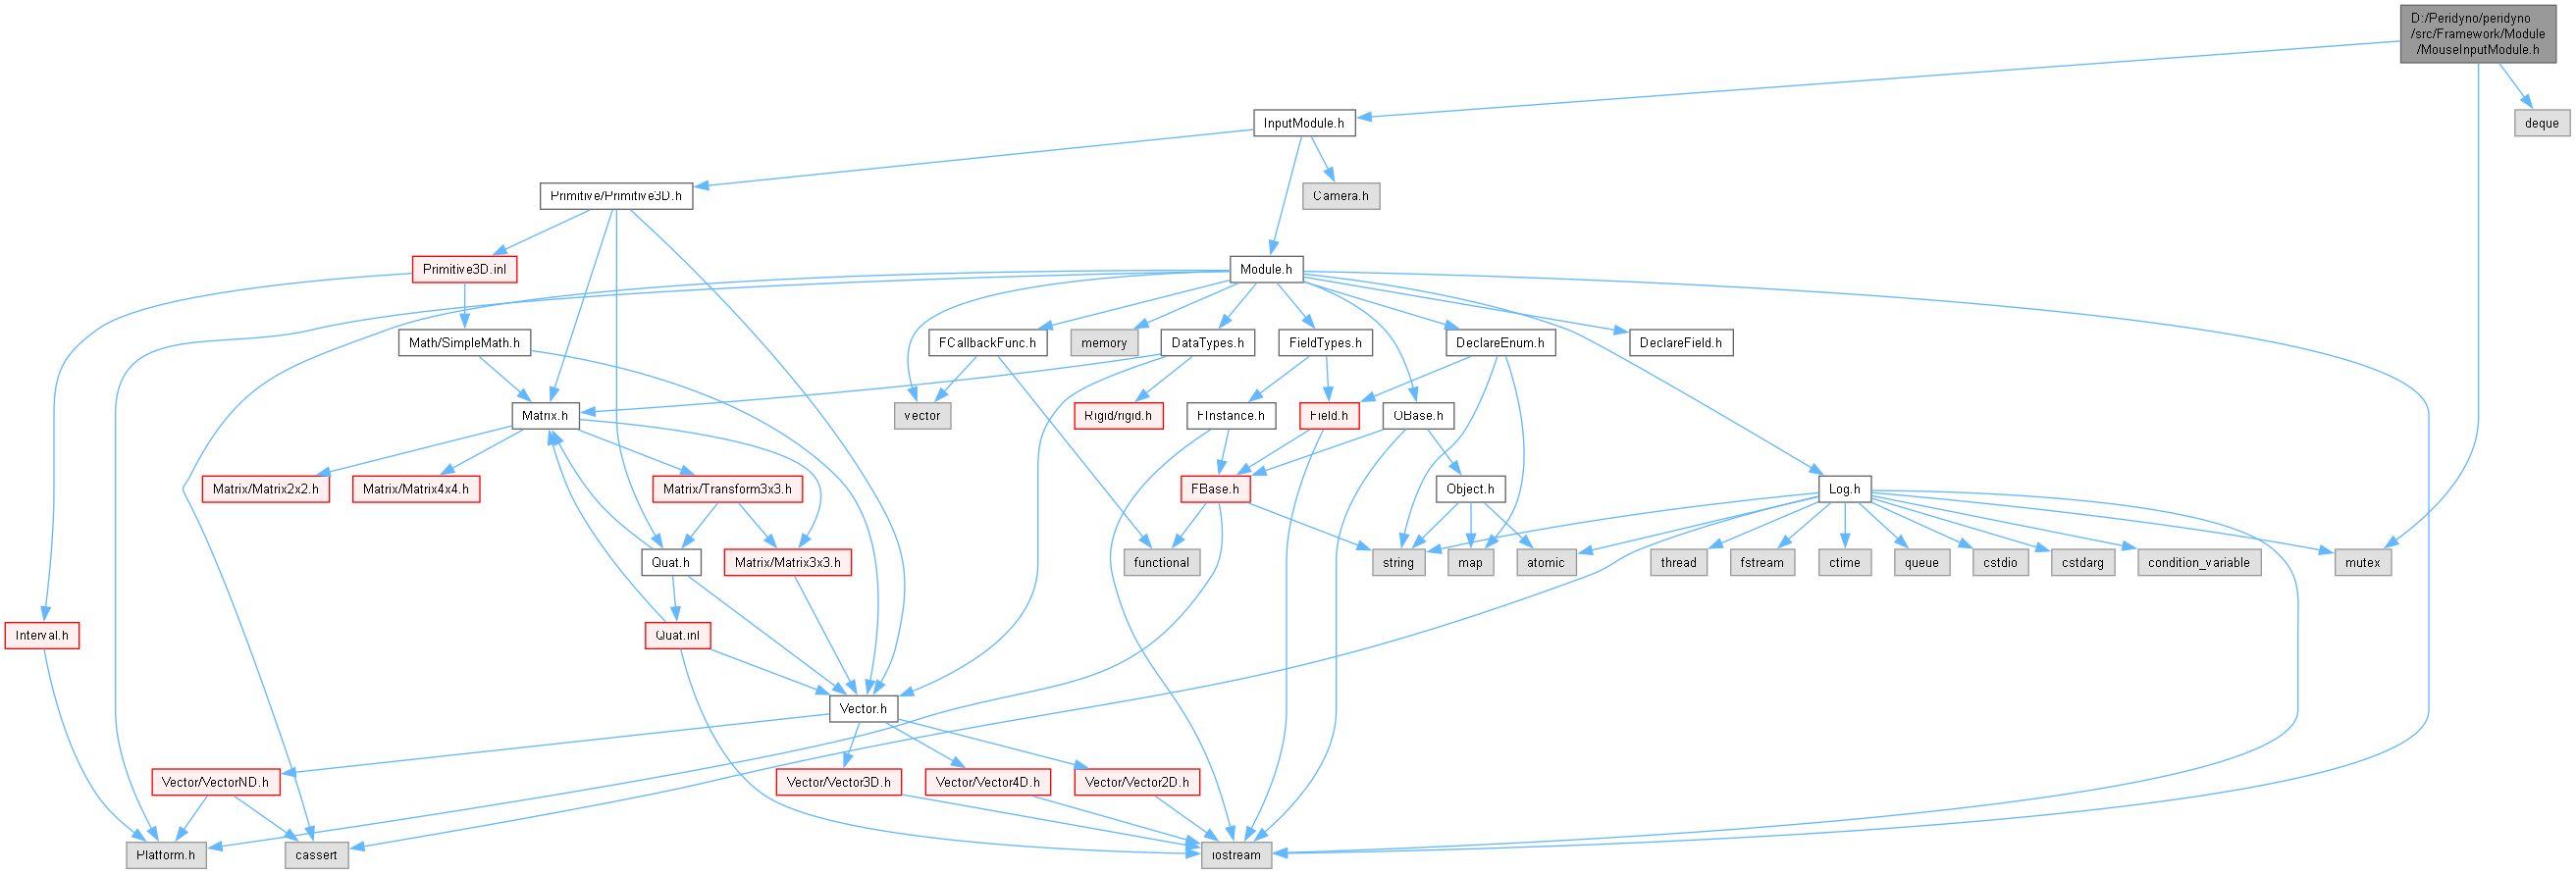 D:/Peridyno/peridyno
/src/Framework/Module
/MouseInputModule.h
InputModule.h
deque
Primitive/Primitive3D.h
Camera.h
Primitive3D.inl
Module.h
Math/SimpleMath.h
FCallbackFunc.h
memory
DataTypes.h
FieldTypes.h
DeclareEnum.h
DeclareField.h
Matrix.h
vector
Rigid/rigid.h
FInstance.h
Field.h
OBase.h
Matrix/Matrix2x2.h
Matrix/Matrix4x4.h
Matrix/Transform3x3.h
FBase.h
Object.h
Log.h
Quat.h
Matrix/Matrix3x3.h
functional
string
map
atomic
thread
fstream
ctime
queue
cstdio
cstdarg
condition_variable
mutex
Interval.h
Quat.inl
Vector.h
Vector/VectorND.h
Vector/Vector3D.h
Vector/Vector4D.h
Vector/Vector2D.h
Platform.h
cassert
iostream